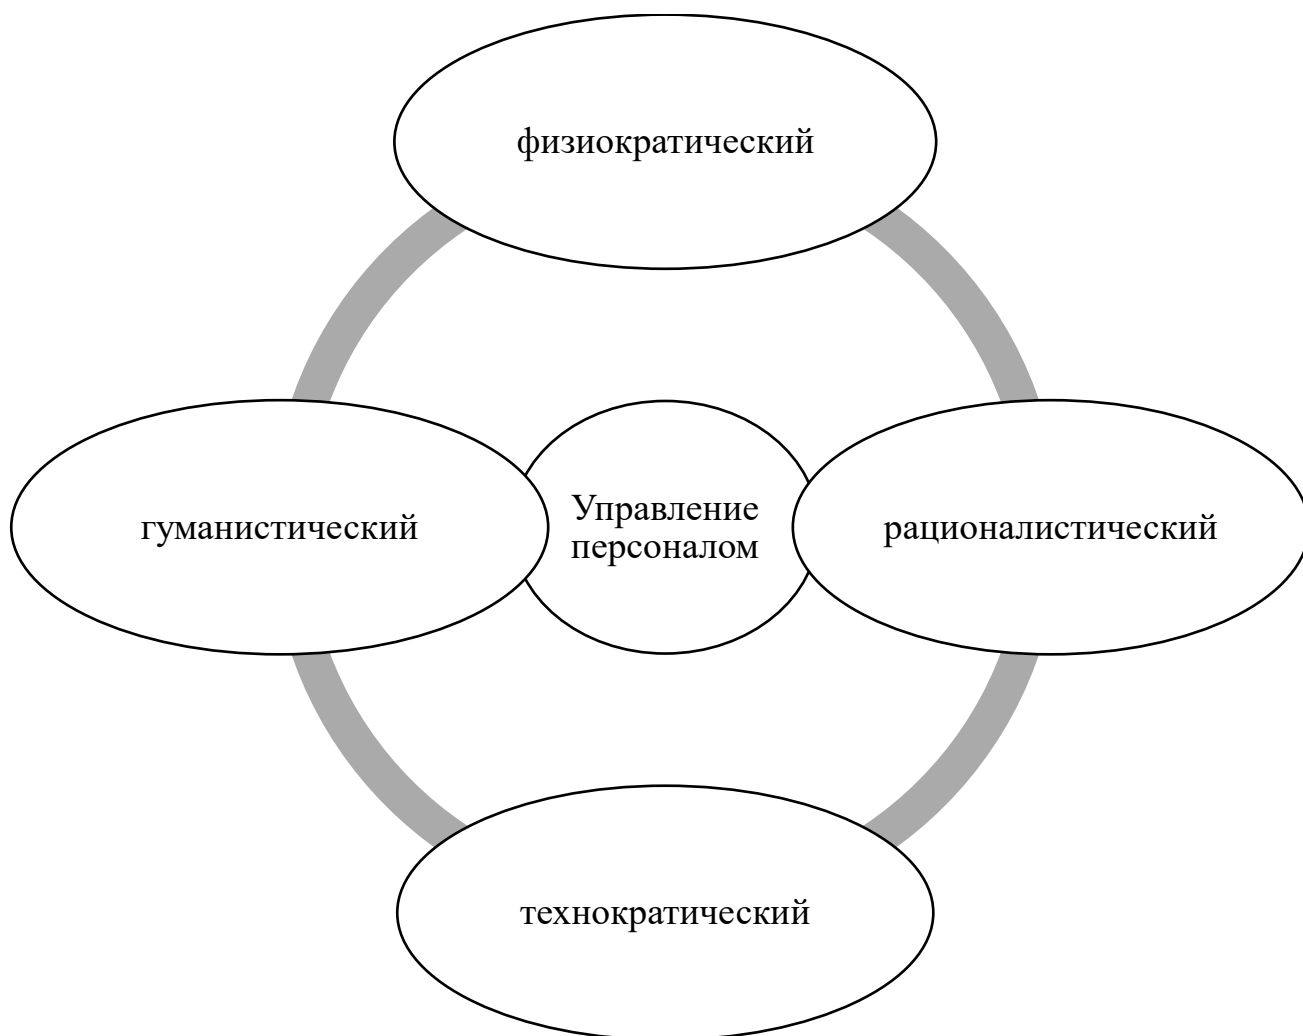 физиократический
гуманистический
Управление
персоналом
рационалистический
технократический